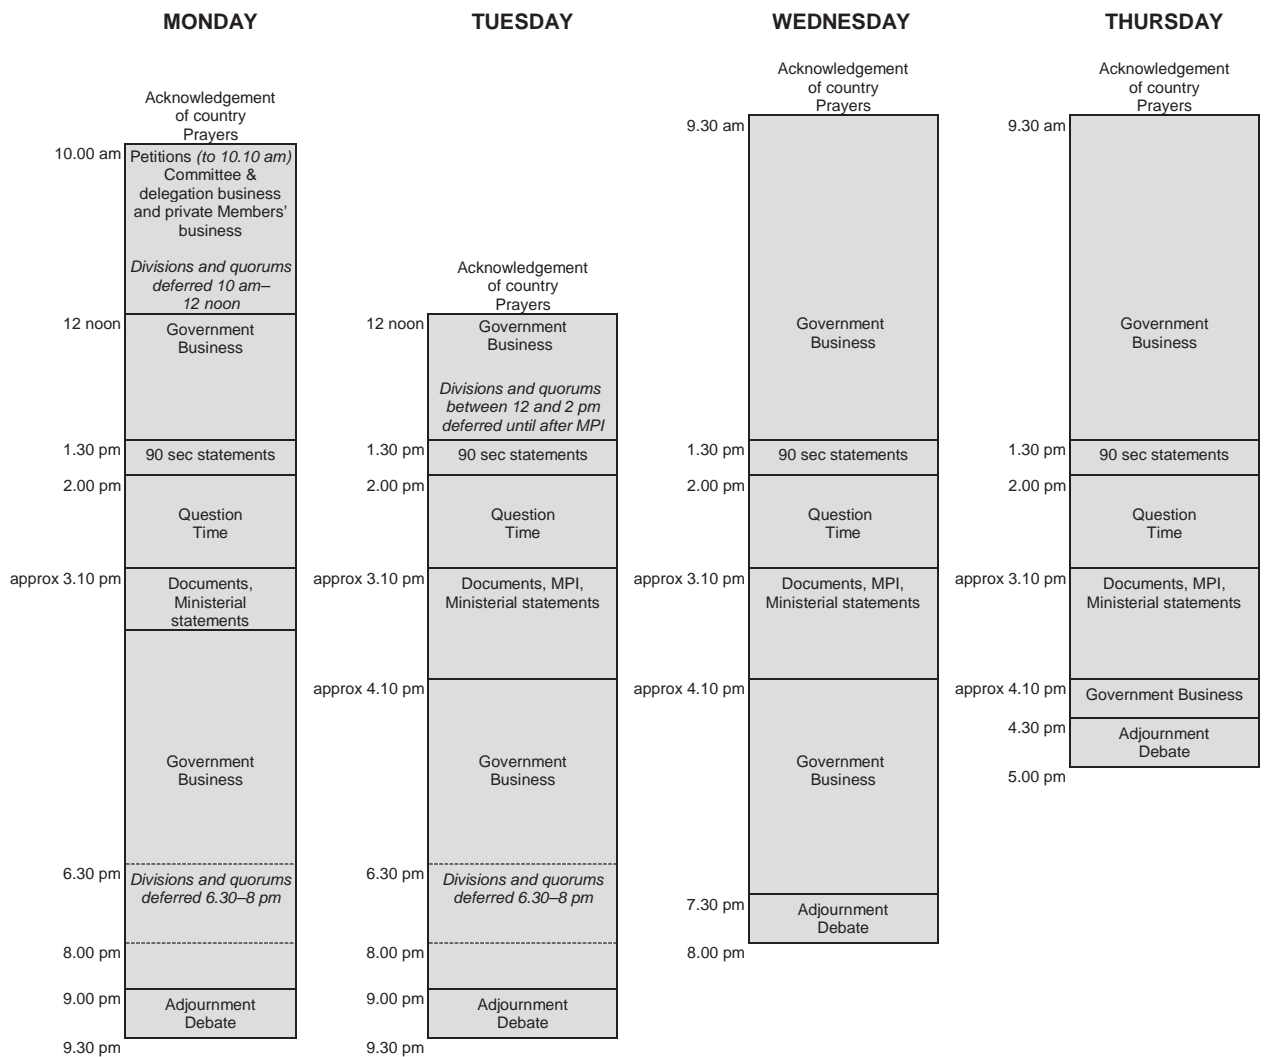 MONDAY
Acknowledgement
of country
Prayers
10.00 am
Petitions (to 10.10 am)
Committee &
delegation business
and private Members'
business
Divisions and quorums
deferred 10 am–
12 noon
12 noon
Government
Business
1.30 pm
90 sec statements
2.00 pm
Question
Time
approx 3.10 pm
Documents,
Ministerial
statements
Government
Business
6.30 pm
Divisions and quorums
deferred 6.30–8 pm
8.00 pm
9.00 pm
Adjournment
Debate
9.30 pm
TUESDAY
Acknowledgement
of country
Prayers
12 noon
Government
Business
Divisions and quorums
between 12 and 2 pm
deferred until after MPI
1.30 pm
90 sec statements
2.00 pm
Question
Time
approx 3.10 pm
Documents, MPI,
Ministerial statements
approx 4.10 pm
Government
Business
6.30 pm
Divisions and quorums
deferred 6.30–8 pm
8.00 pm
9.00 pm
Adjournment
Debate
9.30 pm
WEDNESDAY
Acknowledgement
of country
Prayers
9.30 am
Government
Business
1.30 pm
90 sec statements
2.00 pm
Question
Time
approx 3.10 pm
Documents, MPI,
Ministerial statements
approx 4.10 pm
Government
Business
7.30 pm
Adjournment
Debate
8.00 pm
THURSDAY
Acknowledgement
of country
Prayers
9.30 am
Government
Business
1.30 pm
90 sec statements
2.00 pm
Question
Time
approx 3.10 pm
Documents, MPI,
Ministerial statements
approx 4.10 pm
Government Business
4.30 pm
Adjournment
Debate
5.00 pm